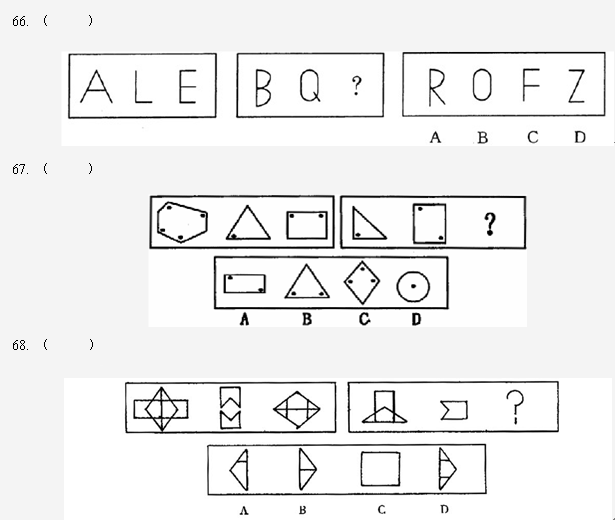 66. (    )
A L E B Q ? R O F Z
A B C D
67. (    )
?
A B C D
68. (    )
?
A B C D